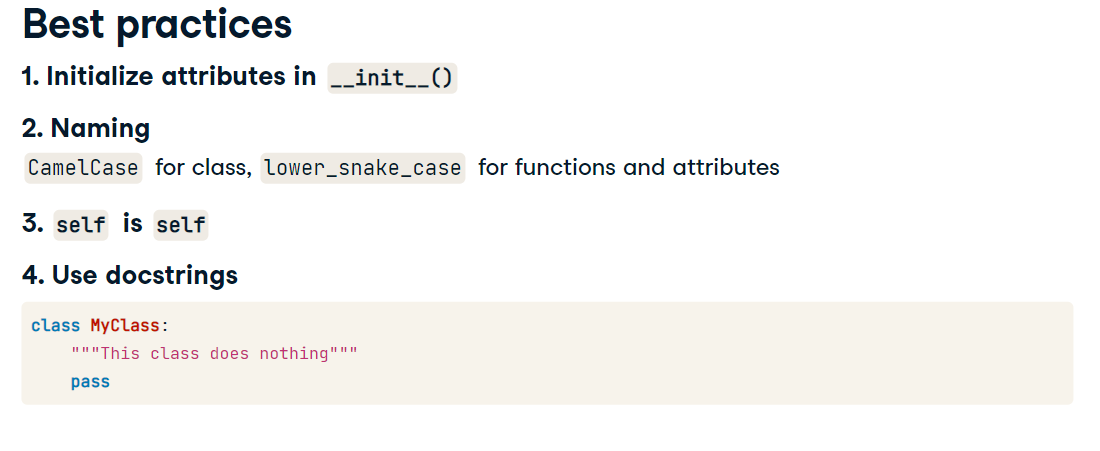 Best practices
1. Initialize attributes in __init__()
2. Naming
CamelCase for class, lower_snake_case for functions and attributes
3. self is self
4. Use docstrings
class MyClass:
    """This class does nothing"""
    pass